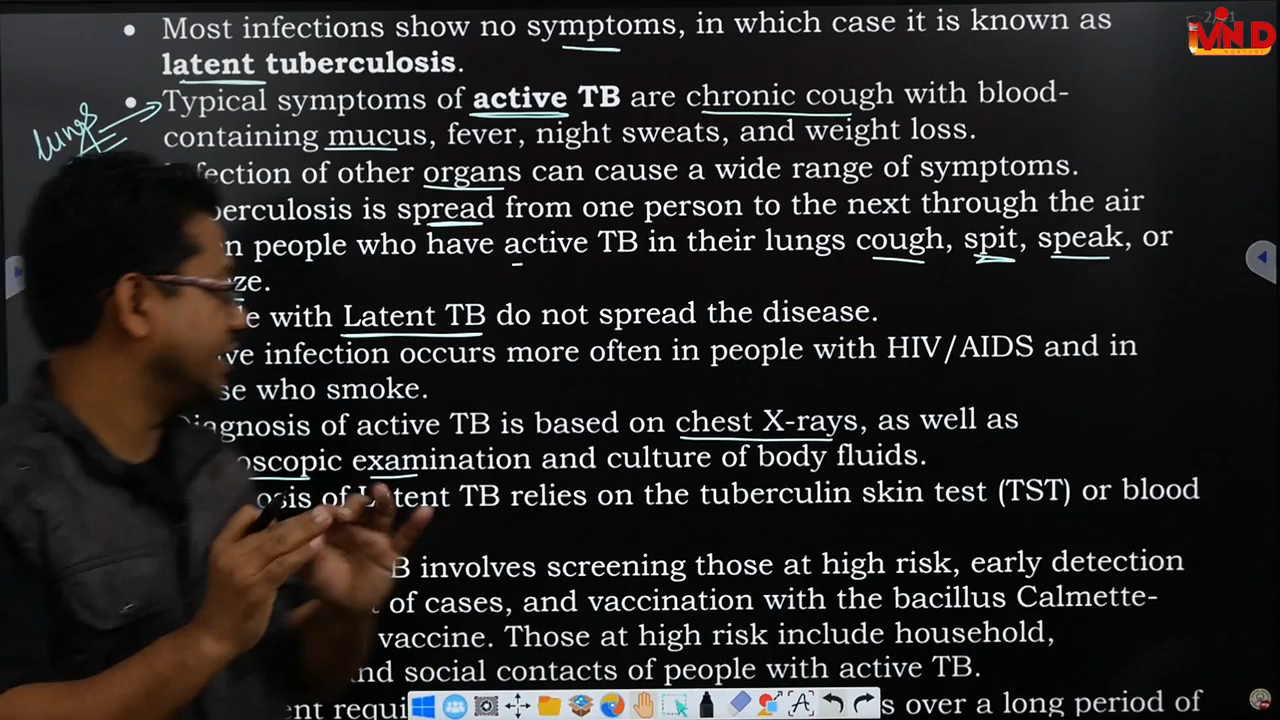 Most infections show no symptoms, in which case it is known as
latent tuberculosis.
Typical symptoms of active TB are chronic cough with blood-
containing mucus, fever, night sweats, and weight loss.
lungs
fection of other organs can cause a wide range of symptoms.
berculosis is spread from one person to the next through the air
n people who have active TB in their lungs cough, spit, speak, or
ze.
e with Latent TB do not spread the disease.
ve infection occurs more often in people with HIV/AIDS and in
se who smoke.
Diagnosis of active TB is based on chest X-rays, as well as
oscopic examination and culture of body fluids.
osis of Latent TB relies on the tuberculin skin test (TST) or blood
B involves screening those at high risk, early detection
t of cases, and vaccination with the bacillus Calmette-
vaccine. Those at high risk include household,
nd social contacts of people with active TB.
ent requi s over a long period of
MIND